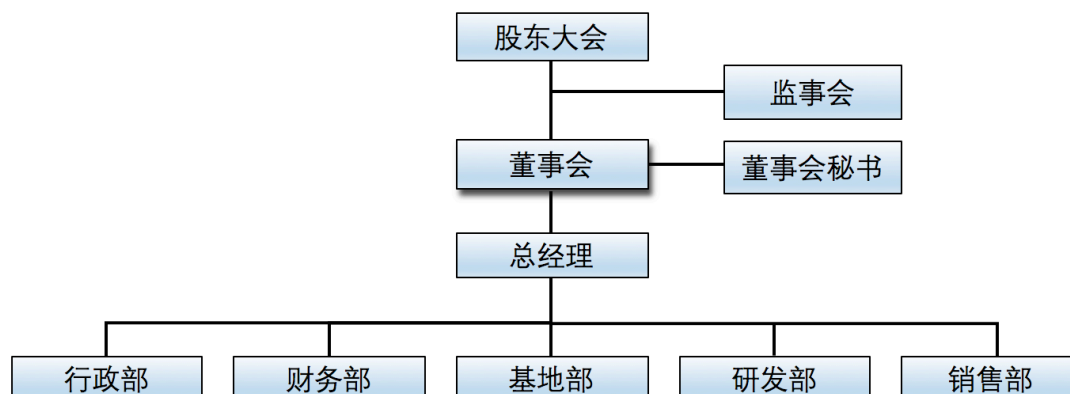 股东大会
监事会
董事会
董事会秘书
总经理
行政部
财务部
基地部
研发部
销售部